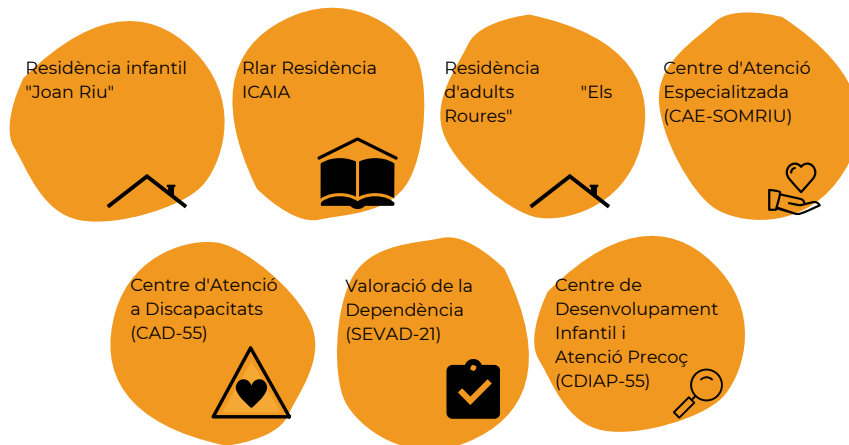 Residència infantil
"Joan Riu"
Rlar Residència
ICAIA
Residència
d'adults "Els
Roures"
Centre d'Atenció
Especialitzada
(CAE-SOMRIU)
Centre d'Atenció
a Discapacitats
(CAD-55)
Valoració de la
Dependència
(SEVAD-21)
Centre de
Desenvolupament
Infantil i
Atenció Precoç
(CDIAP-55)